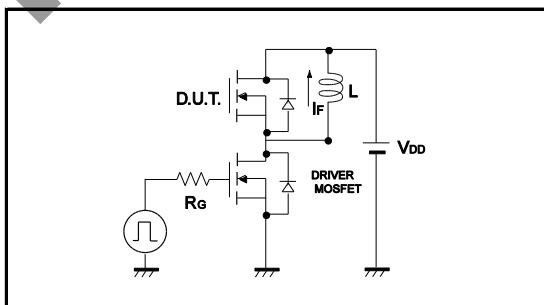 D.U.T.
IF
L
VDD
DRIVER
MOSFET
RG